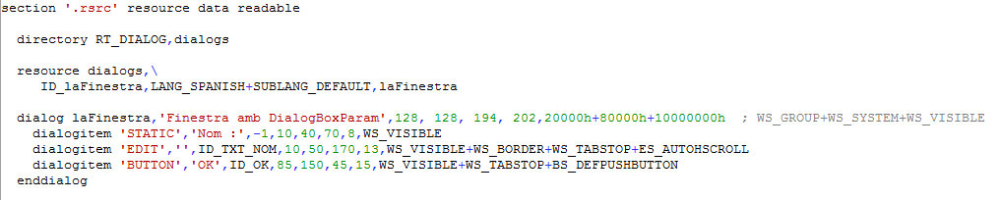 section '.rsrc' resource data readable
directory RT_DIALOG,dialogs
resource dialogs,\
ID_laFinestra,LANG_SPANISH+SUBLANG_DEFAULT,laFinestra
dialog laFinestra,'Finestra amb DialogBoxParam',128, 128, 194, 202,20000h+80000h+10000000h  ; WS_GROUP+WS_SYSTEM+WS_VISIBLE
dialogitem 'STATIC','Nom :',-1,10,40,70,8,WS_VISIBLE
dialogitem 'EDIT','',ID_TXT_NOM,10,50,170,13,WS_VISIBLE+WS_BORDER+WS_TABSTOP+ES_AUTOHSCROLL
dialogitem 'BUTTON','OK',ID_OK,85,150,45,15,WS_VISIBLE+WS_TABSTOP+BS_DEFPUSHBUTTON
enddialog